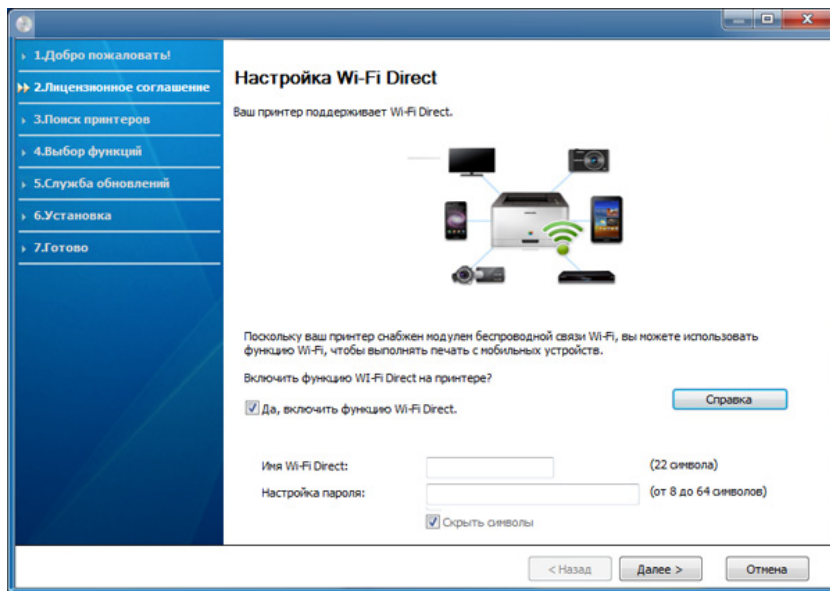 1.Добро пожаловать!
2.Лицензионное соглашение
3.Поиск принтеров
4.Выбор функций
5.Служба обновлений
6.Установка
7.Готово
Настройка Wi-Fi Direct
Ваш принтер поддерживает Wi-Fi Direct.
Поскольку ваш принтер снабжен модулем беспроводной связи Wi-Fi, вы можете использовать
функцию Wi-Fi, чтобы выполнять печать с мобильных устройств.
Включить функцию WI-Fi Direct на принтере?
Да, включить функцию Wi-Fi Direct.
Справка
Имя Wi-Fi Direct:
(22 символа)
Настройка пароля:
(от 8 до 64 символов)
Скрыть символы
< Назад
Далее >
Отмена